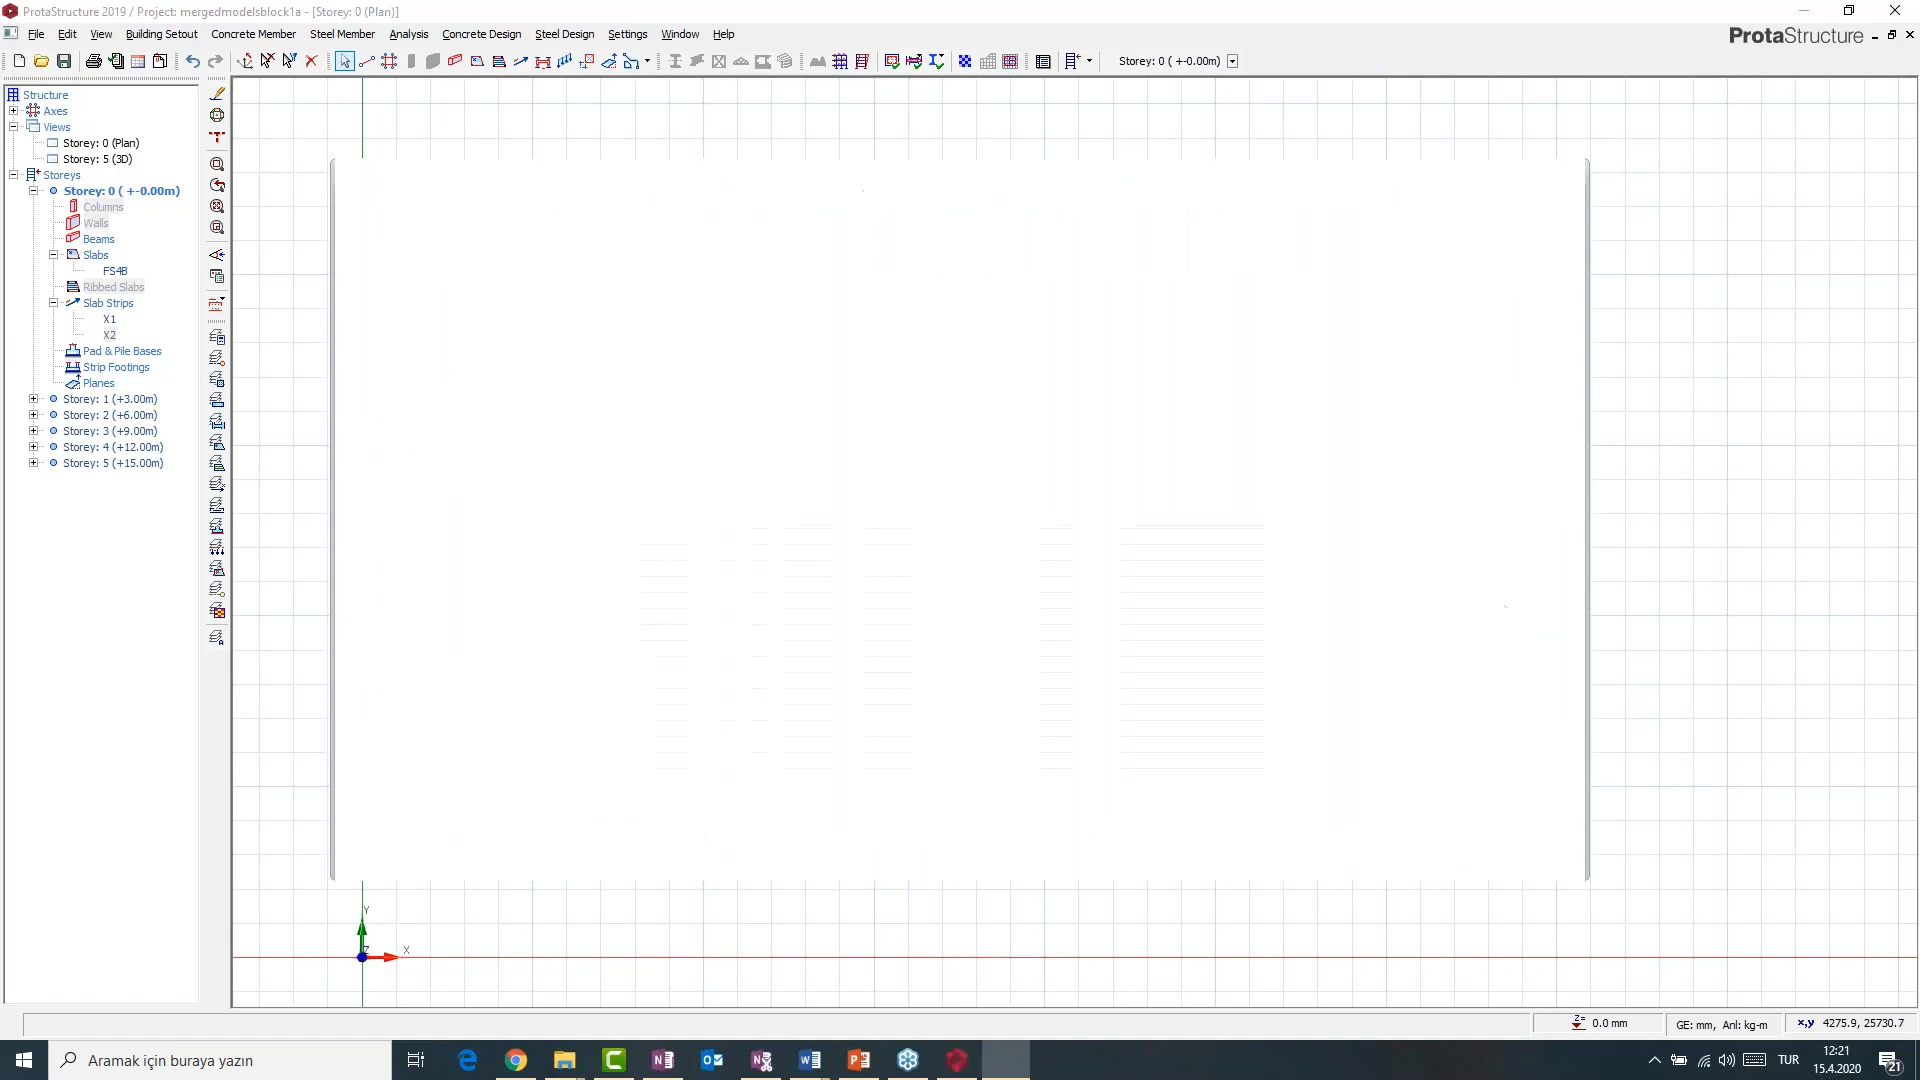 ProtaStructure 2019 / Project: mergedmodelsblock1a - [Storey: 0 (Plan)]
File Edit View Building Setout Concrete Member Steel Member Analysis Concrete Design Steel Design Settings Window Help
ProtaStructure
Storey: 0 ( +-0.00m)
Structure
Axes
Views
Storey: 0 (Plan)
Storey: 5 (3D)
Storeys
Storey: 0 ( +-0.00m)
Columns
Walls
Beams
Slabs
FS4B
Ribbed Slabs
Slab Strips
X1
X2
Pad & Pile Bases
Strip Footings
Planes
Storey: 1 (+3.00m)
Storey: 2 (+6.00m)
Storey: 3 (+9.00m)
Storey: 4 (+12.00m)
Storey: 5 (+15.00m)
Y
Z
X
Z= 0.0 mm
GE: mm, Anl: kg-m
x,y 4275.9, 25730.7
Aramak için buraya yazın
TUR
12:21
15.4.2020
21